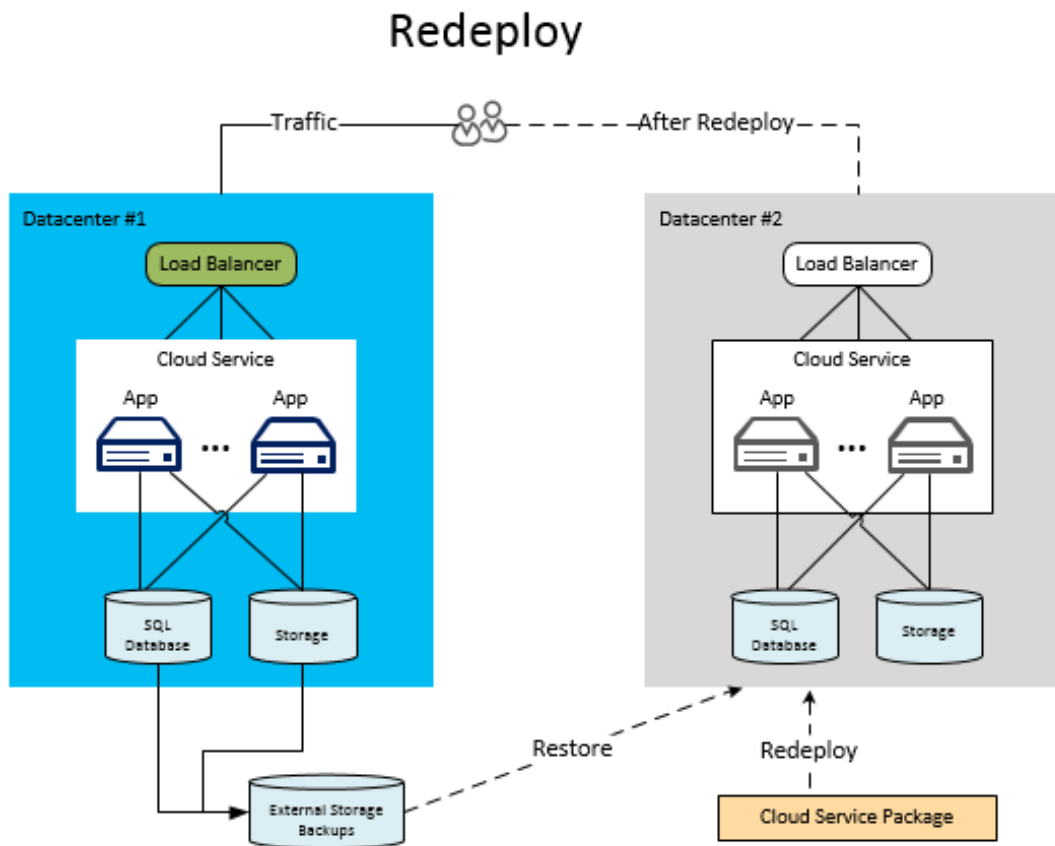 Redeploy
Traffic
After Redeploy
Datacenter #1
Load Balancer
Cloud Service
App
App
...
SQL
Database
Storage
External Storage
Backups
Datacenter #2
Load Balancer
Cloud Service
App
App
...
SQL
Database
Storage
Restore
Redeploy
Cloud Service Package